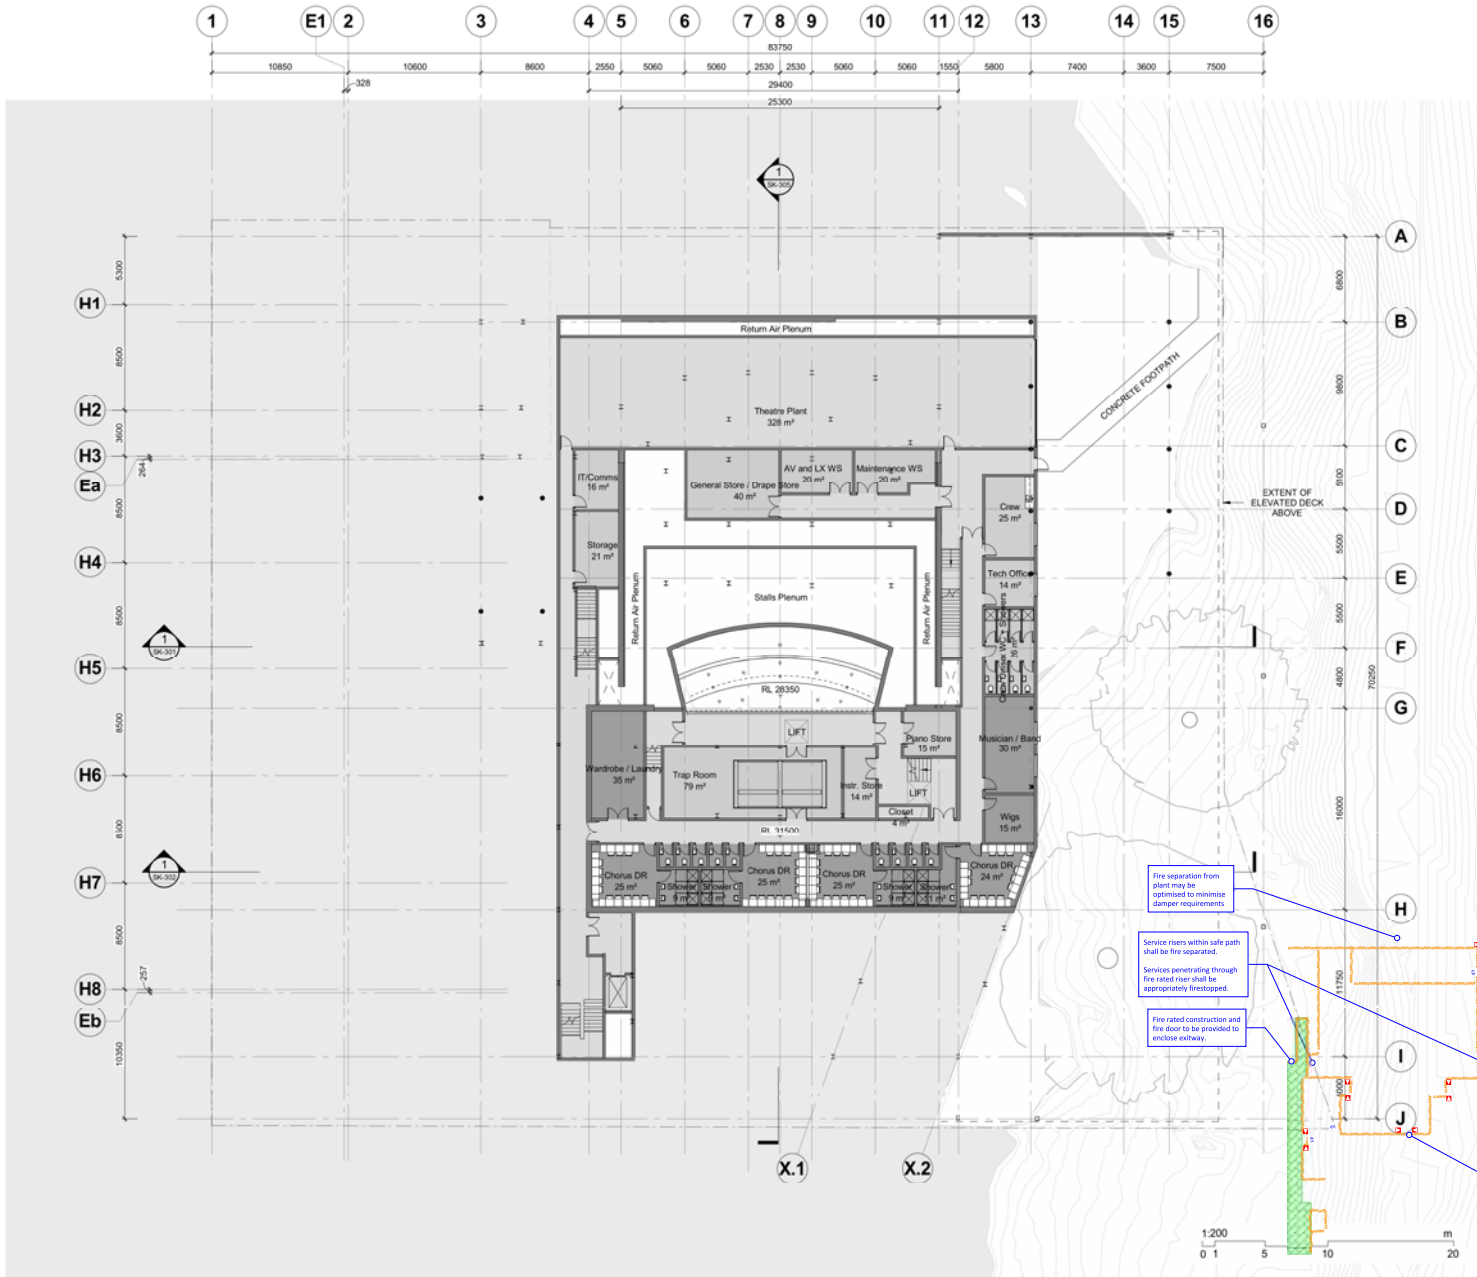 1 E1 2 3 4 5 6 7 8 9 10 11 12 13 14 15 16
83750
10850 10600 8600 2550 5060 5060 2530 2530 5060 5060 1550 5800 7400 3600 7500
328
29400
25300
1
SK-305
A
5300
6800
H1
B
Return Air Plenum
8500
9800
CONCRETE FOOTPATH
H2
Theatre Plant
328 m²
3600
C
H3
264
Ea
IT/Comms
16 m²
General Store / Drape Store
40 m²
AV and LX WS
20 m²
Maintenance WS
20 m²
5100
EXTENT OF
ELEVATED DECK
ABOVE
8500
Crew
25 m²
D
Storage
21 m²
5500
H4
E
Tech Office
14 m²
Stalls Plenum
Return Air Plenum
Return Air Plenum
8500
5500
1
SK-301
F
H5
RL 28350
4800
70250
G
8500
LIFT
Piano Store
15 m²
Musician / Band
30 m²
Wardrobe / Laundry
35 m²
Trap Room
79 m²
Instr. Store
14 m²
LIFT
H6
Closet
4 m²
Wigs
15 m²
16000
8500
RL 31500
1
SK-302
Chorus DR
25 m²
Shower
9 m²
Shower
Chorus DR
25 m²
Chorus DR
25 m²
Shower
9 m²
Shower
Chorus DR
24 m²
H7
H
Fire separation from
plant may be
optimised to minimise
damper requirements
8500
Service risers within safe path
shall be fire separated.
Services penetrating through
fire rated riser shall be
appropriately firestopped.
257
11750
H8
Eb
Fire rated construction and
fire door to be provided to
enclose exitway.
10350
I
J
X.1 X.2
1:200 m
0 1 5 10 20